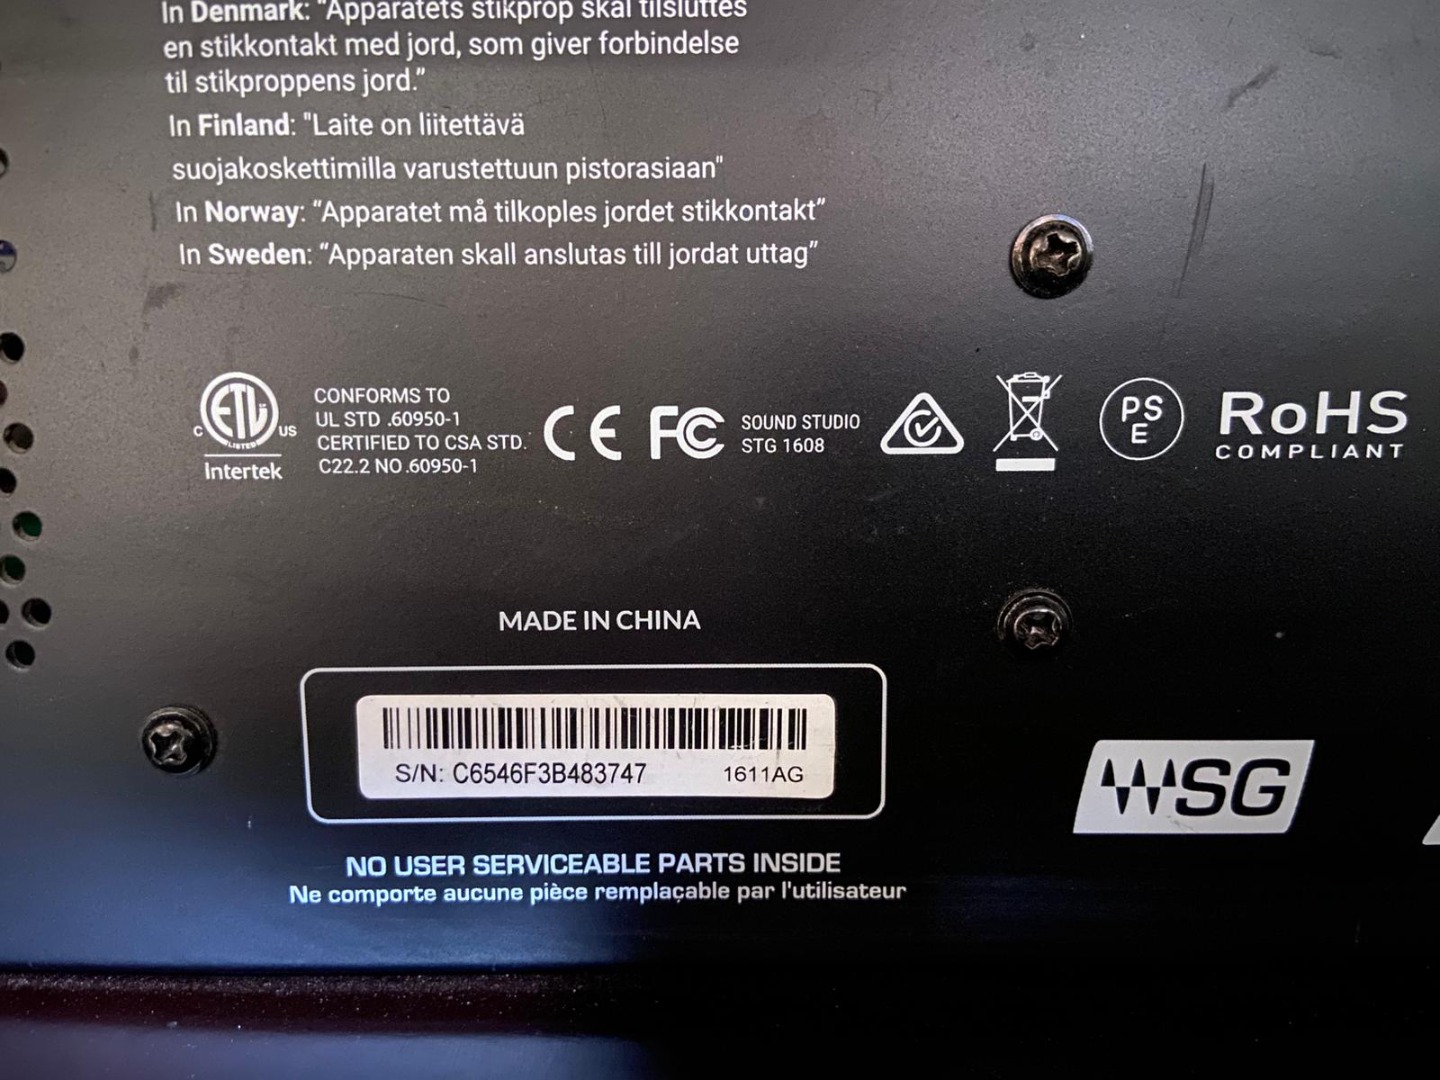 In Denmark: "Apparatets stikprop skal tilsluttes
en stikkontakt med jord, som giver forbindelse
til stikproppens jord.”
In Finland: "Laite on liitettävä
suojakoskettimilla varustettuun pistorasiaan"
In Norway: “Apparatet må tilkoples jordet stikkontakt”
In Sweden: “Apparaten skall anslutas till jordat uttag”
C ETL US
LISTED
Intertek
CONFORMS TO
UL STD .60950-1
CERTIFIED TO CSA STD.
C22.2 NO.60950-1
CE FC
SOUND STUDIO
STG 1608
PS
E
RoHS
COMPLIANT
MADE IN CHINA
S/N: C6546F3B483747 1611AG
SG
NO USER SERVICEABLE PARTS INSIDE
Ne comporte aucune pièce remplaçable par l'utilisateur